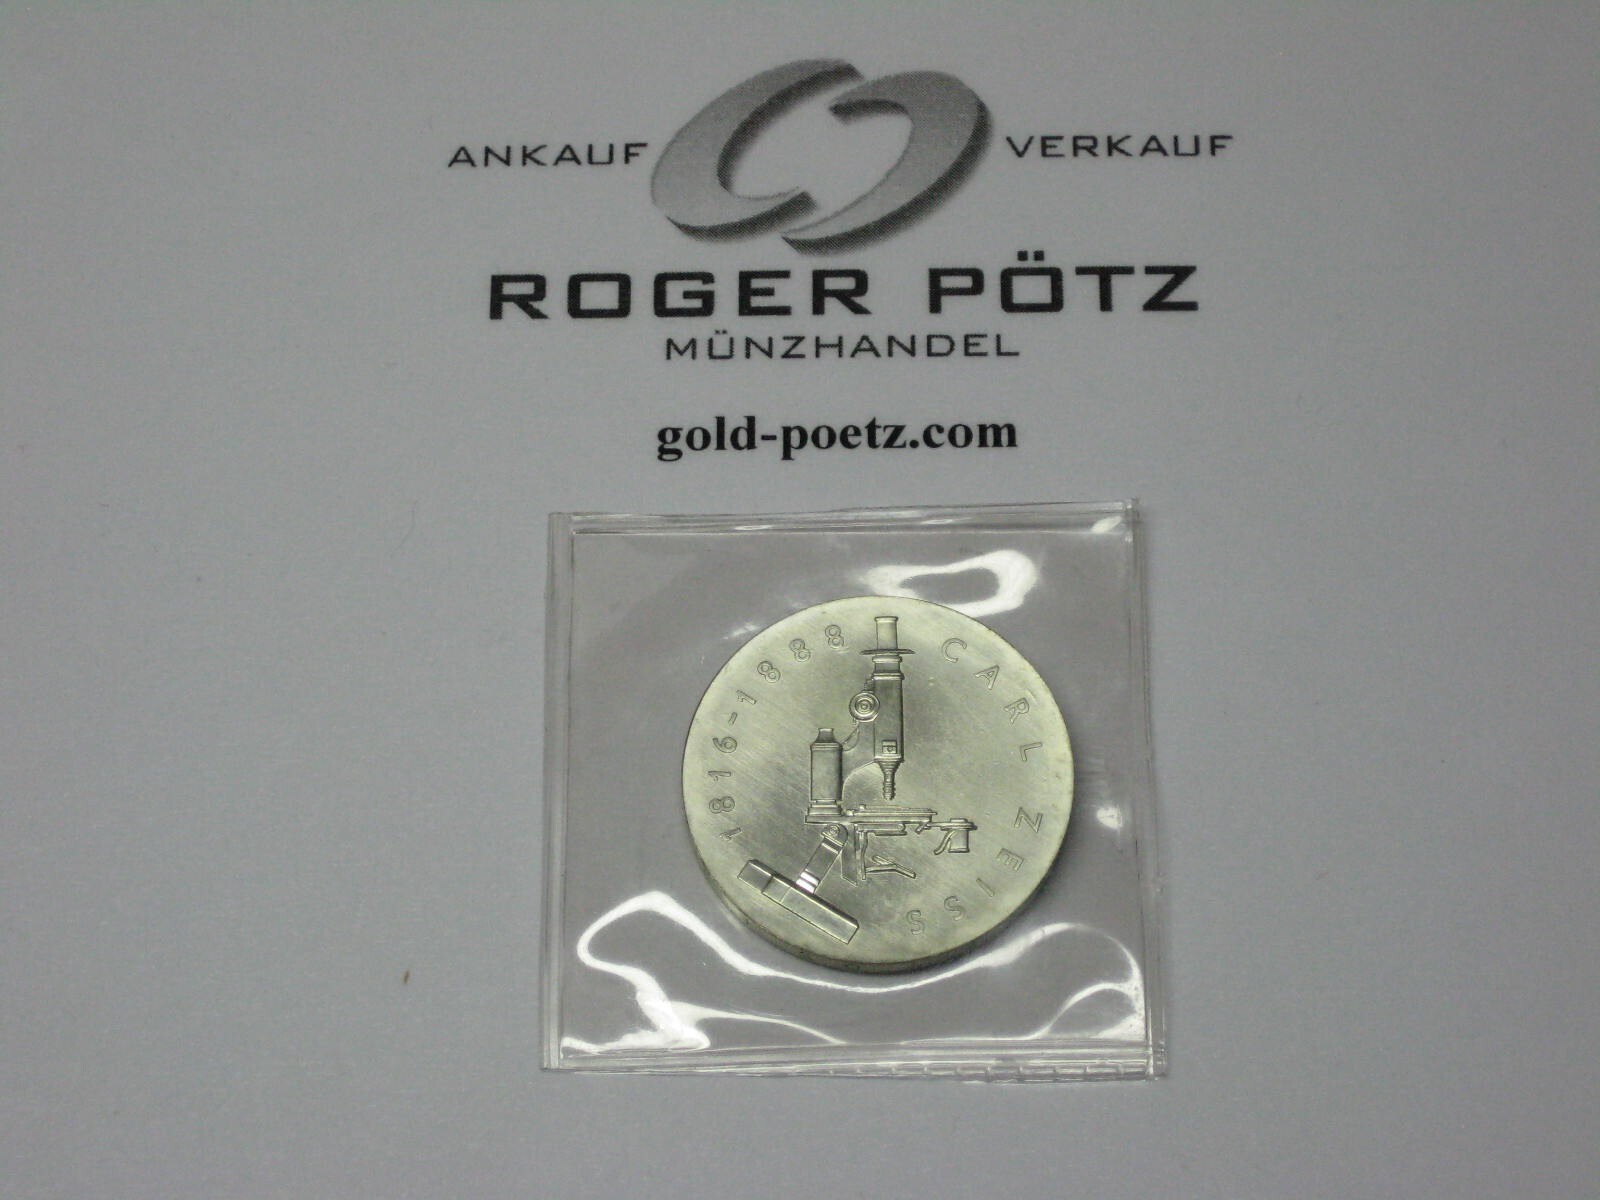 ANKAUF VERKAUF
ROGER PÖTZ
MÜNZHANDEL
gold-poetz.com
1816-1888 CARL ZEISS